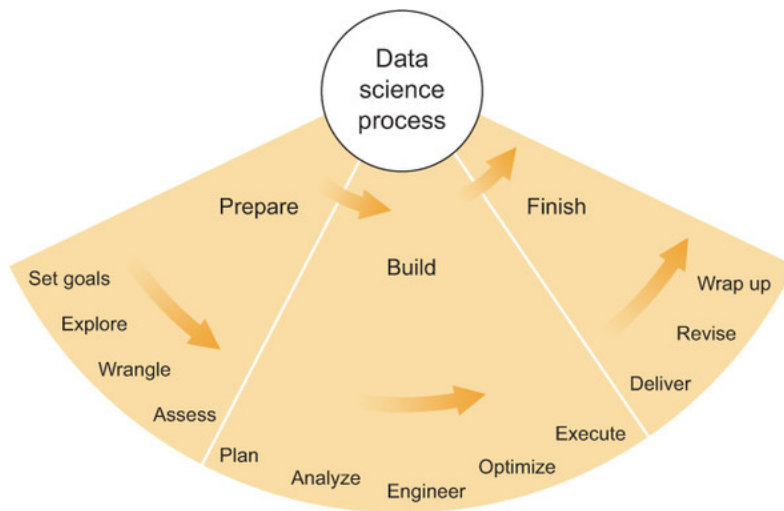 Data
science
process
Prepare
Build
Finish
Set goals
Explore
Wrangle
Assess
Plan
Analyze
Engineer
Optimize
Execute
Deliver
Revise
Wrap up